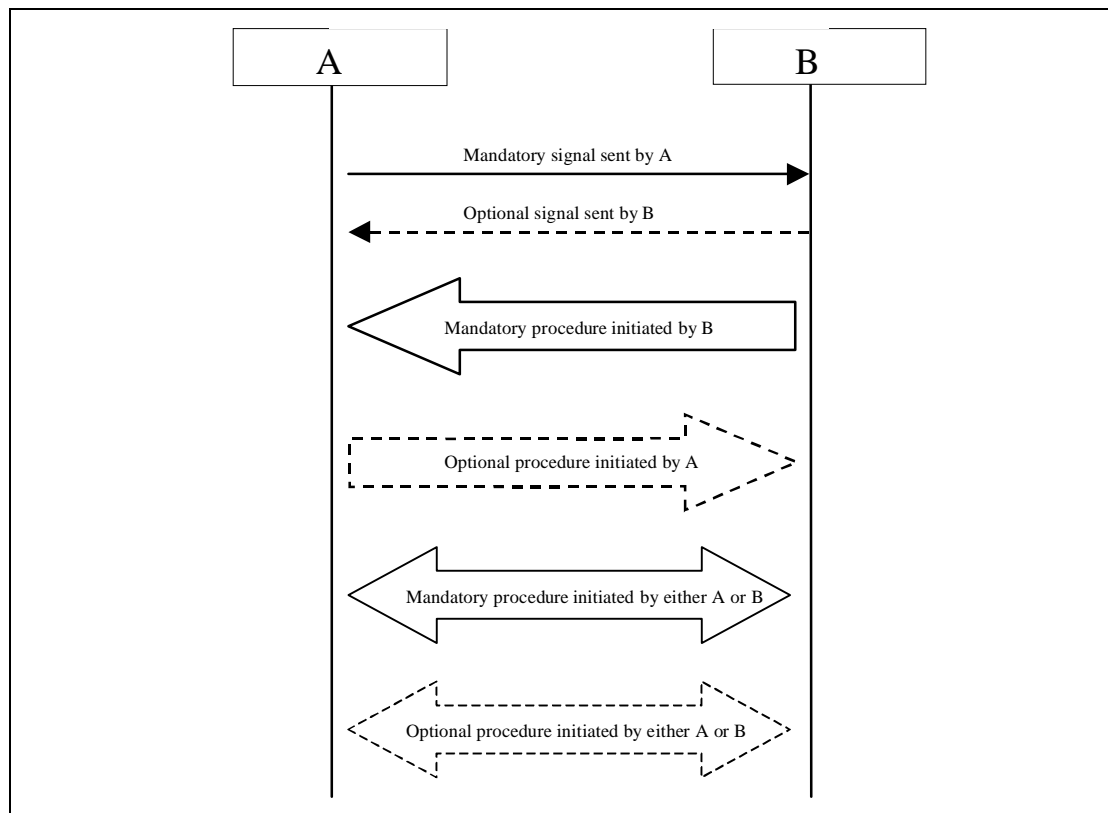 A
B
Mandatory signal sent by A
Optional signal sent by B
Mandatory procedure initiated by B
Optional procedure initiated by A
Mandatory procedure initiated by either A or B
Optional procedure initiated by either A or B